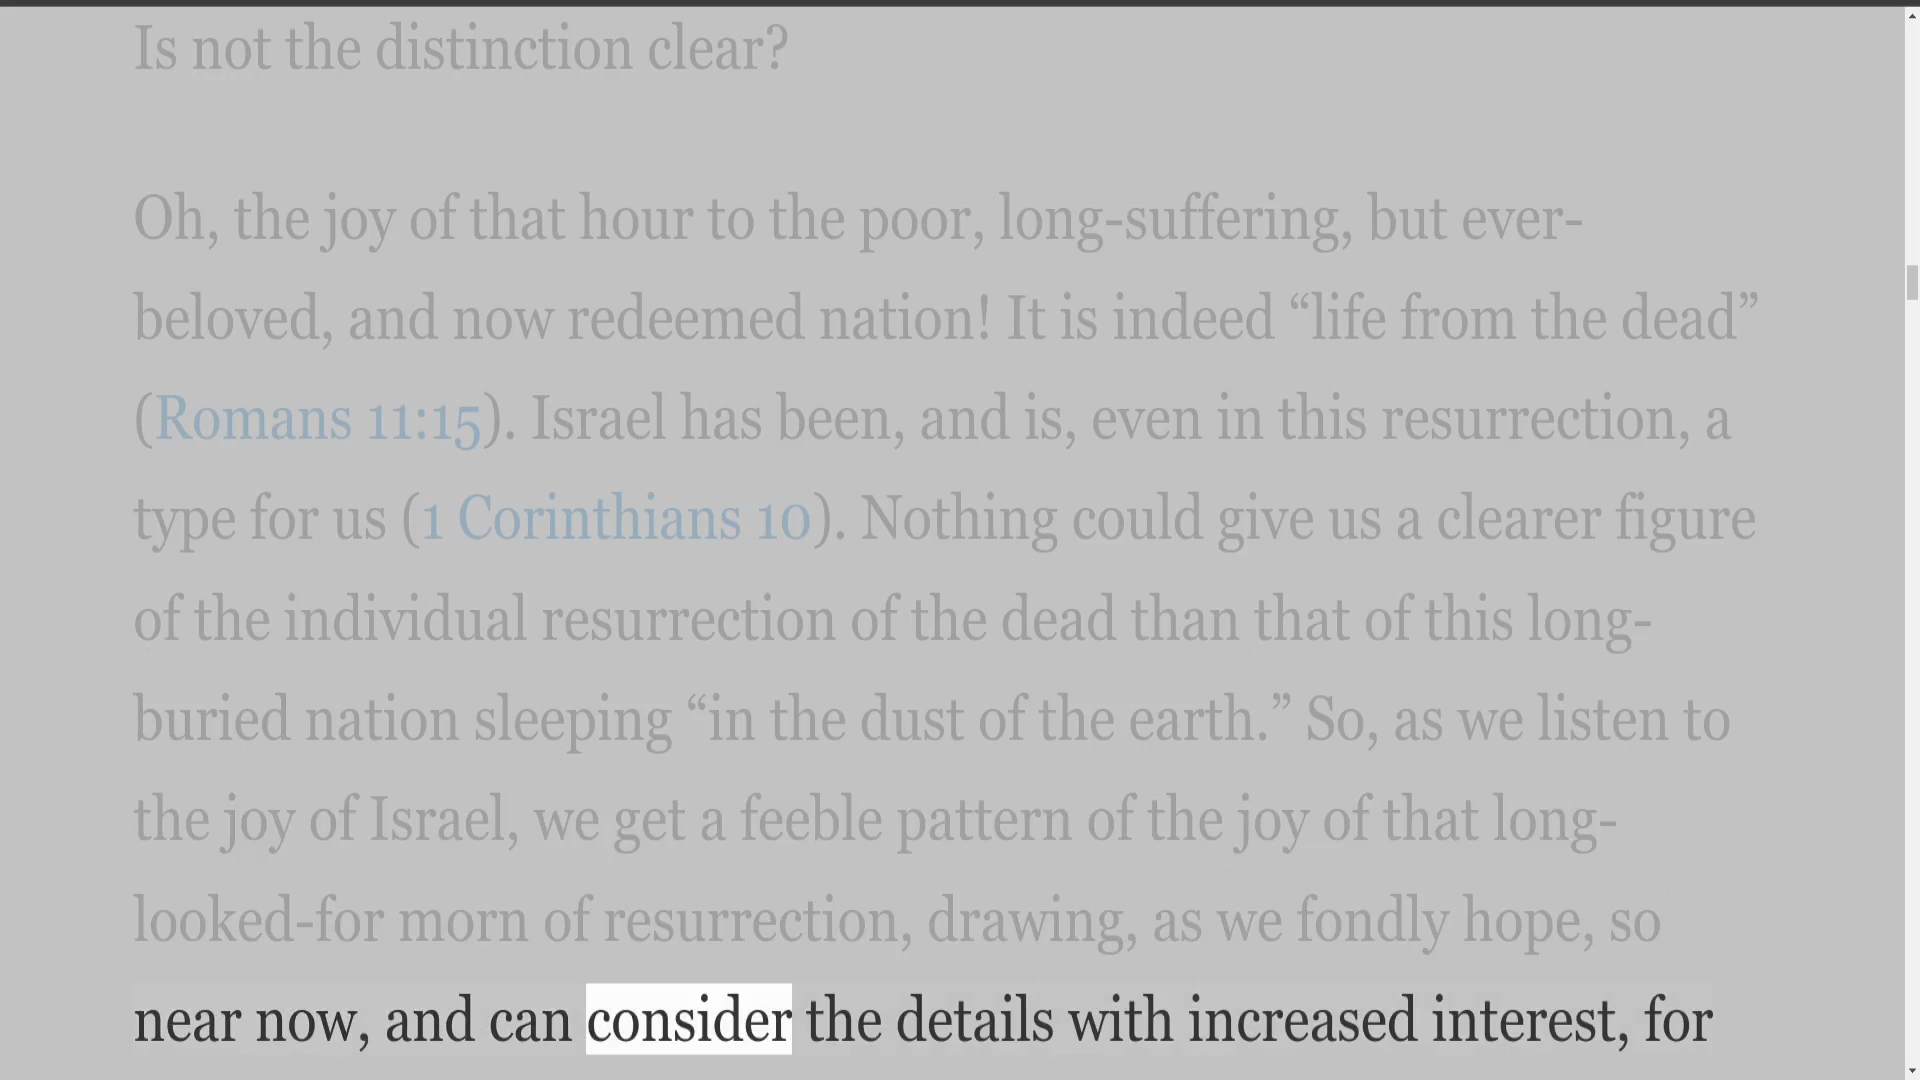 Is not the distinction clear?
Oh, the joy of that hour to the poor, long-suffering, but ever-
beloved, and now redeemed nation! It is indeed “life from the dead”
(Romans 11:15). Israel has been, and is, even in this resurrection, a
type for us (1 Corinthians 10). Nothing could give us a clearer figure
of the individual resurrection of the dead than that of this long-
buried nation sleeping “in the dust of the earth.” So, as we listen to
the joy of Israel, we get a feeble pattern of the joy of that long-
looked-for morn of resurrection, drawing, as we fondly hope, so
near now, and can consider the details with increased interest, for